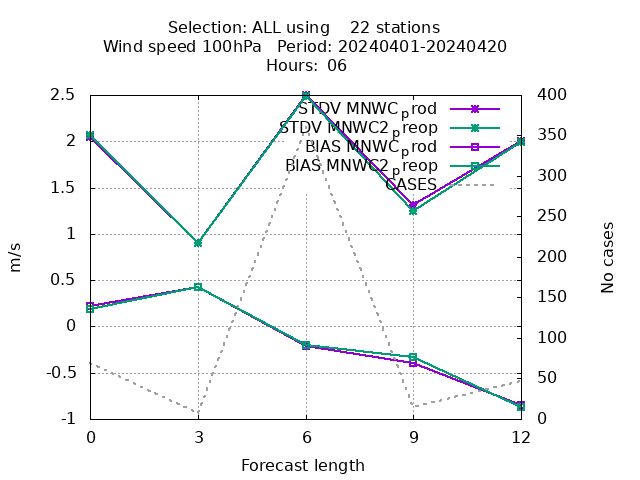 Selection: ALL using    22 stations
Wind speed 100hPa   Period: 20240401-20240420
Hours: 06
2.5
2
1.5
1
0.5
0
-0.5
-1
400
350
300
250
200
150
100
50
0
STDV MNWC_prod
STDV MNWC2_preop
BIAS MNWC_prod
BIAS MNWC2_preop
CASES
m/s
No cases
0 3 6 9 12
Forecast length